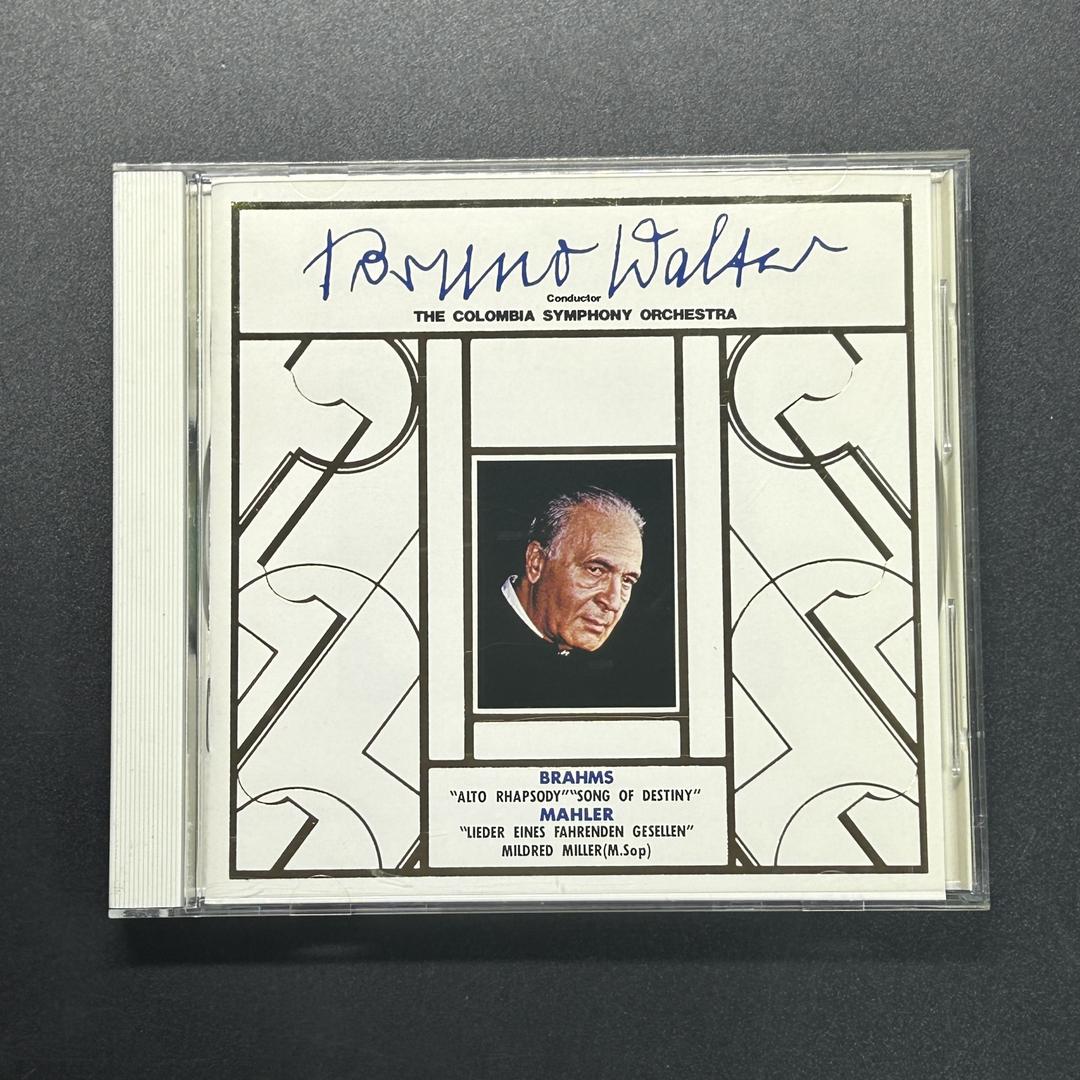 Bruno Walter
Conductor
THE COLOMBIA SYMPHONY ORCHESTRA
BRAHMS
"ALTO RHAPSODY""SONG OF DESTINY"
MAHLER
"LIEDER EINES FAHRENDEN GESELLEN"
MILDRED MILLER(M.Sop)